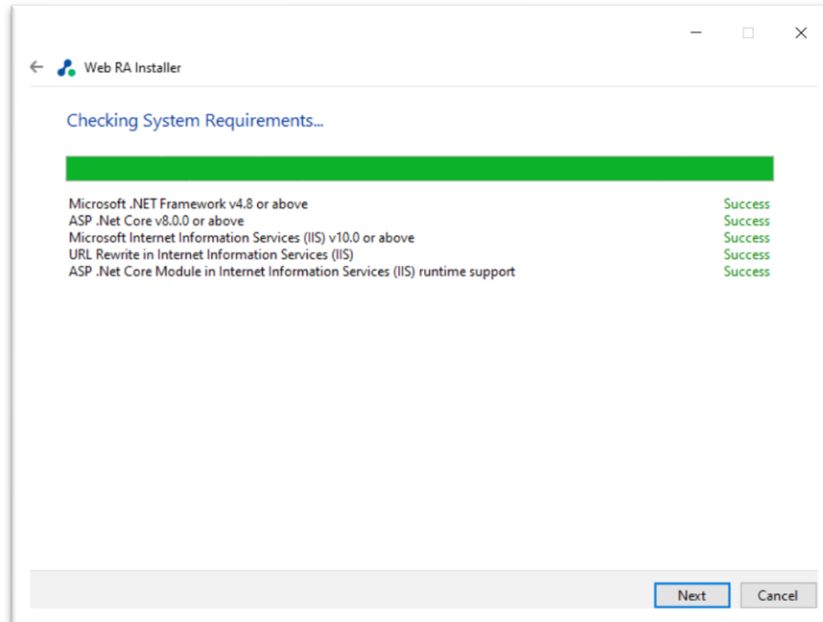 Web RA Installer
Checking System Requirements...
Microsoft .NET Framework v4.8 or above Success
ASP .Net Core v8.0.0 or above Success
Microsoft Internet Information Services (IIS) v10.0 or above Success
URL Rewrite in Internet Information Services (IIS) Success
ASP .Net Core Module in Internet Information Services (IIS) runtime support Success
Next Cancel